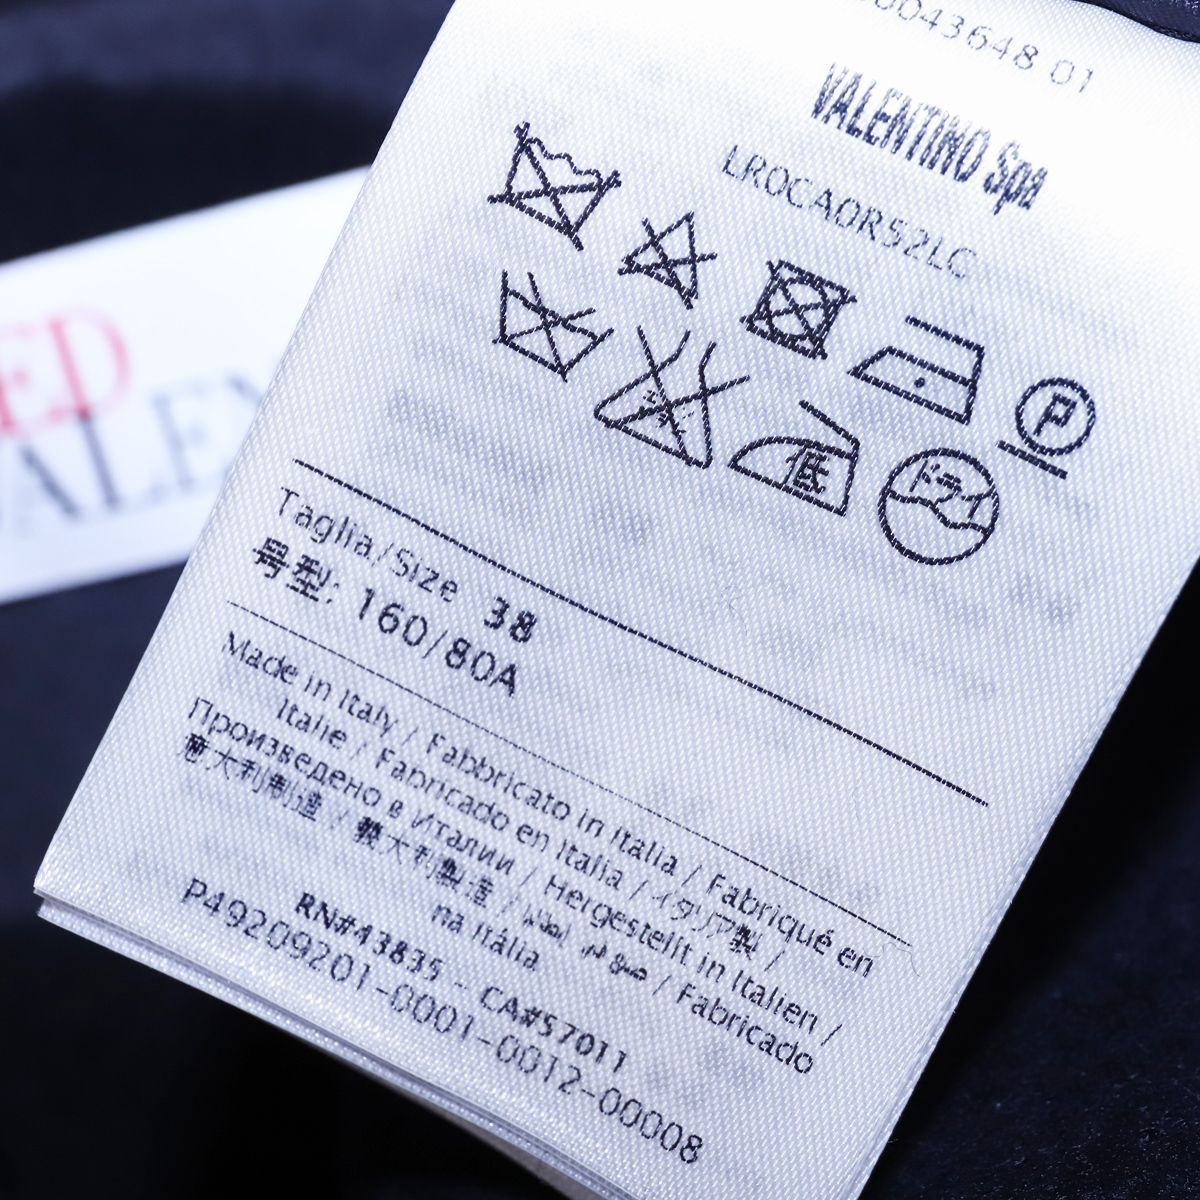 0043648 01
VALENTINO SpA
LR0CA0R52LC
P
低
ドライ
Taglia/Size 38
号型: 160/80A
Made in Italy / Fabbricato in Italia / Fabriqué en
Italie / Fabricado en Italia / イタリア製 /
Произведено в Италии / Hergestellt in Italien /
意大利制造 / 義大利製造 / صنع في إيطاليا / Fabricado
na Itália
RN#43835 - CA#57011
P49209201-0001-0012-00008
ED
VALEN